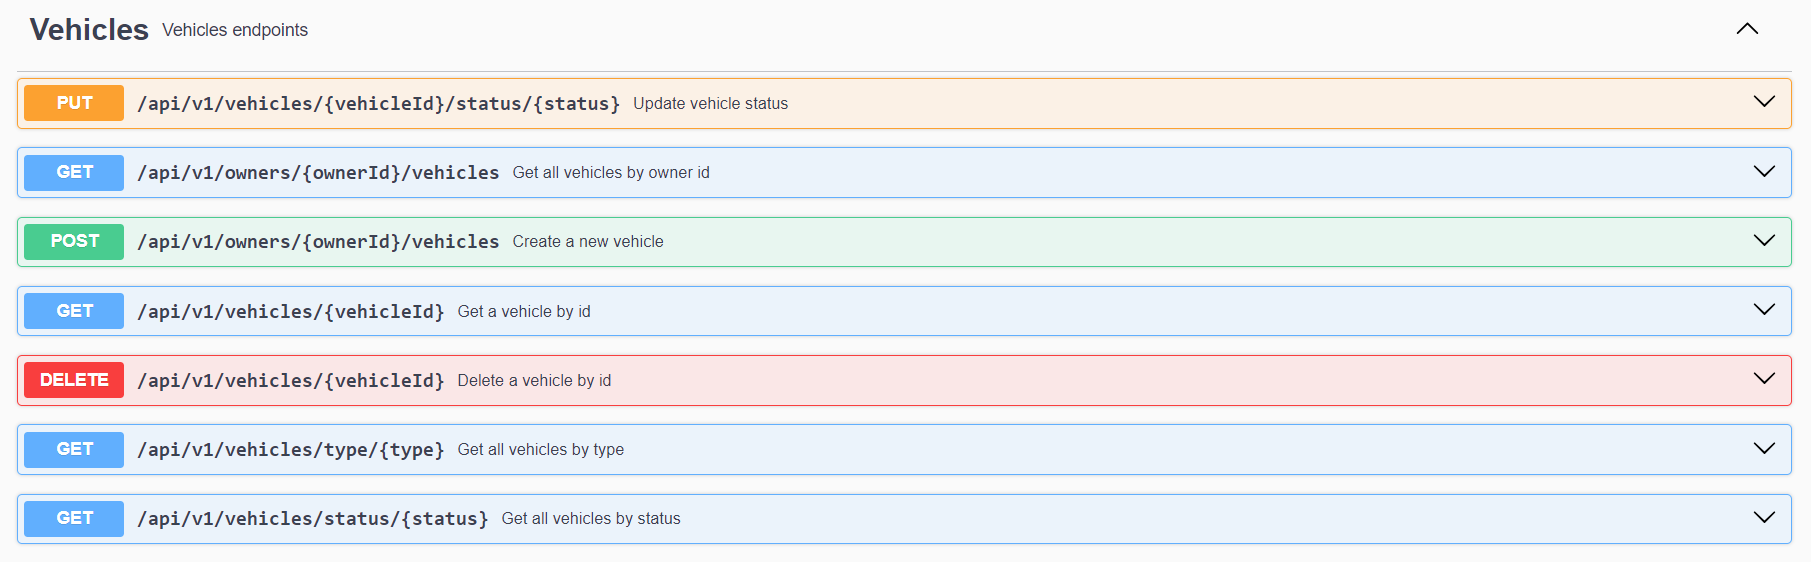 Vehicles Vehicles endpoints
PUT /api/v1/vehicles/{vehicleId}/status/{status} Update vehicle status
GET /api/v1/owners/{ownerId}/vehicles Get all vehicles by owner id
POST /api/v1/owners/{ownerId}/vehicles Create a new vehicle
GET /api/v1/vehicles/{vehicleId} Get a vehicle by id
DELETE /api/v1/vehicles/{vehicleId} Delete a vehicle by id
GET /api/v1/vehicles/type/{type} Get all vehicles by type
GET /api/v1/vehicles/status/{status} Get all vehicles by status